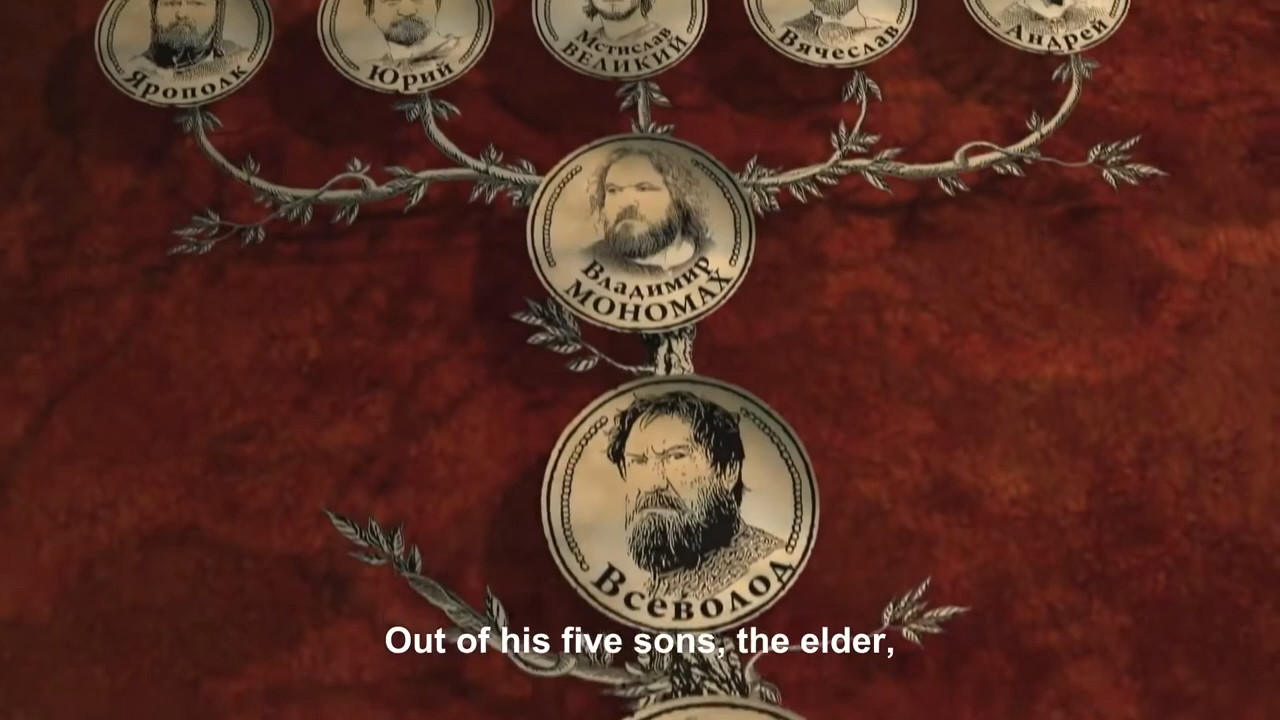 Ярополк
Юрий
Мстислав
ВЕЛИКИЙ
Вячеслав
Андрей
Владимир
МОНОМАХ
Всеволод
Out of his five sons, the elder,